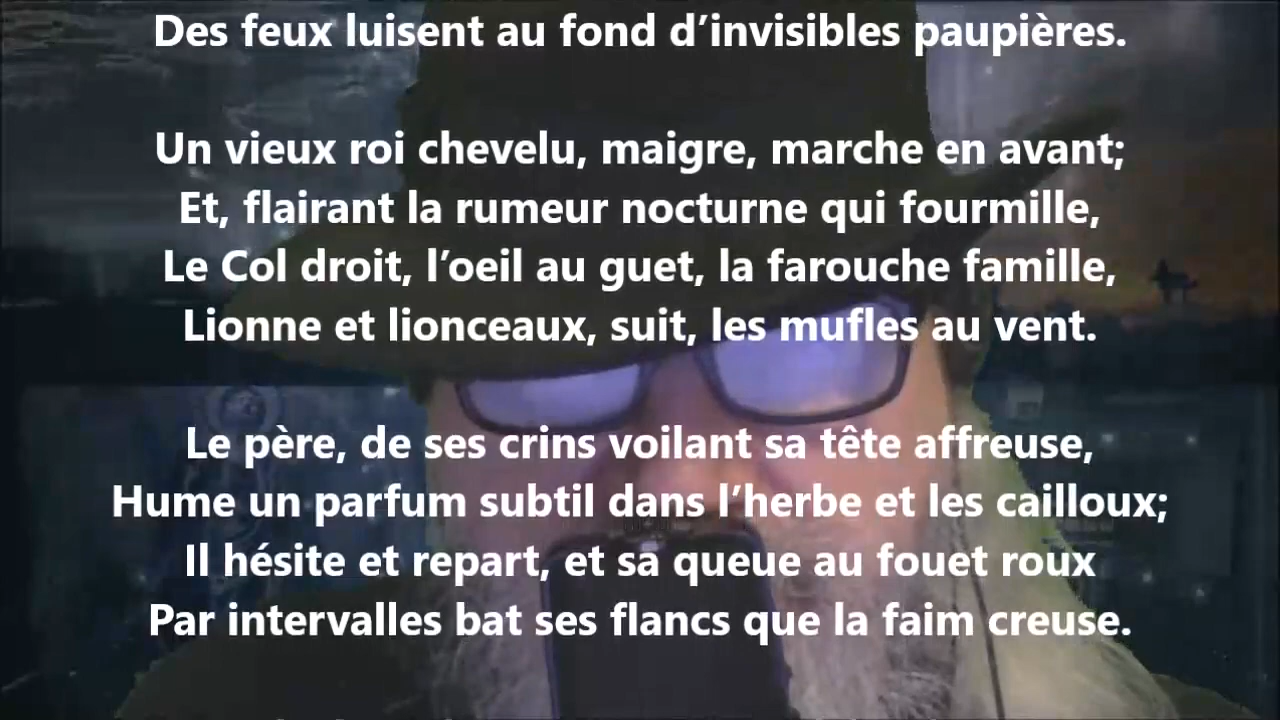 Des feux luisent au fond d’invisibles paupières.
Un vieux roi chevelu, maigre, marche en avant;
Et, flairant la rumeur nocturne qui fourmille,
Le Col droit, l’oeil au guet, la farouche famille,
Lionne et lionceaux, suit, les mufles au vent.
Le père, de ses crins voilant sa tête affreuse,
Hume un parfum subtil dans l’herbe et les cailloux;
Il hésite et repart, et sa queue au fouet roux
Par intervalles bat ses flancs que la faim creuse.